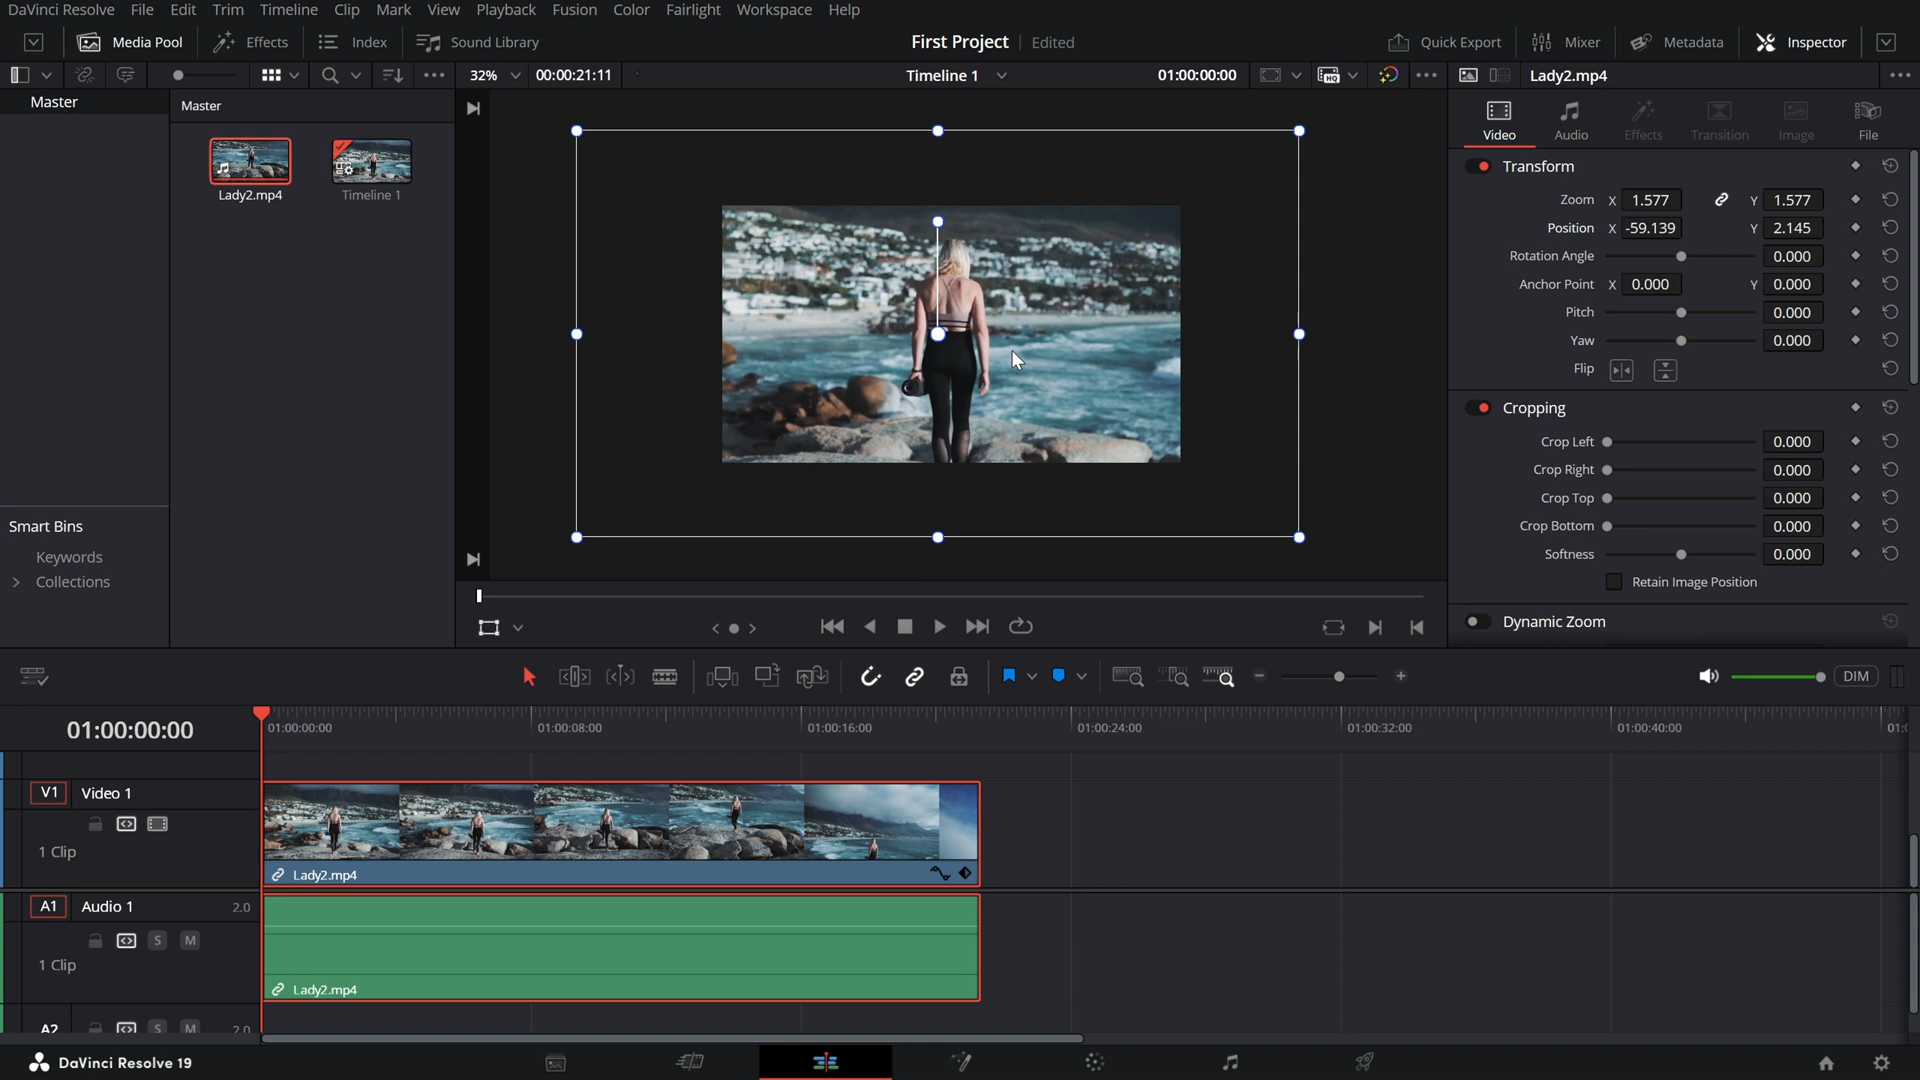 DaVinci Resolve File Edit Trim Timeline Clip Mark View Playback Fusion Color Fairlight Workspace Help
Media Pool Effects Index Sound Library First Project Edited Quick Export Mixer Metadata Inspector
32% 00:00:21:11 Timeline 1 01:00:00:00 Lady2.mp4
Master
Master
Lady2.mp4 Timeline 1
Smart Bins
Keywords
Collections
Video Audio Effects Transition Image File
Transform
Zoom X 1.577 Y 1.577
Position X -59.139 Y 2.145
Rotation Angle 0.000
Anchor Point X 0.000 Y 0.000
Pitch 0.000
Yaw 0.000
Flip
Cropping
Crop Left 0.000
Crop Right 0.000
Crop Top 0.000
Crop Bottom 0.000
Softness 0.000
Retain Image Position
Dynamic Zoom
DIM
01:00:00:00
01:00:00:00 01:00:08:00 01:00:16:00 01:00:24:00 01:00:32:00 01:00:40:00
V1 Video 1
1 Clip
Lady2.mp4
A1 Audio 1 2.0
S M
1 Clip
Lady2.mp4
A2 S M 2.0
DaVinci Resolve 19